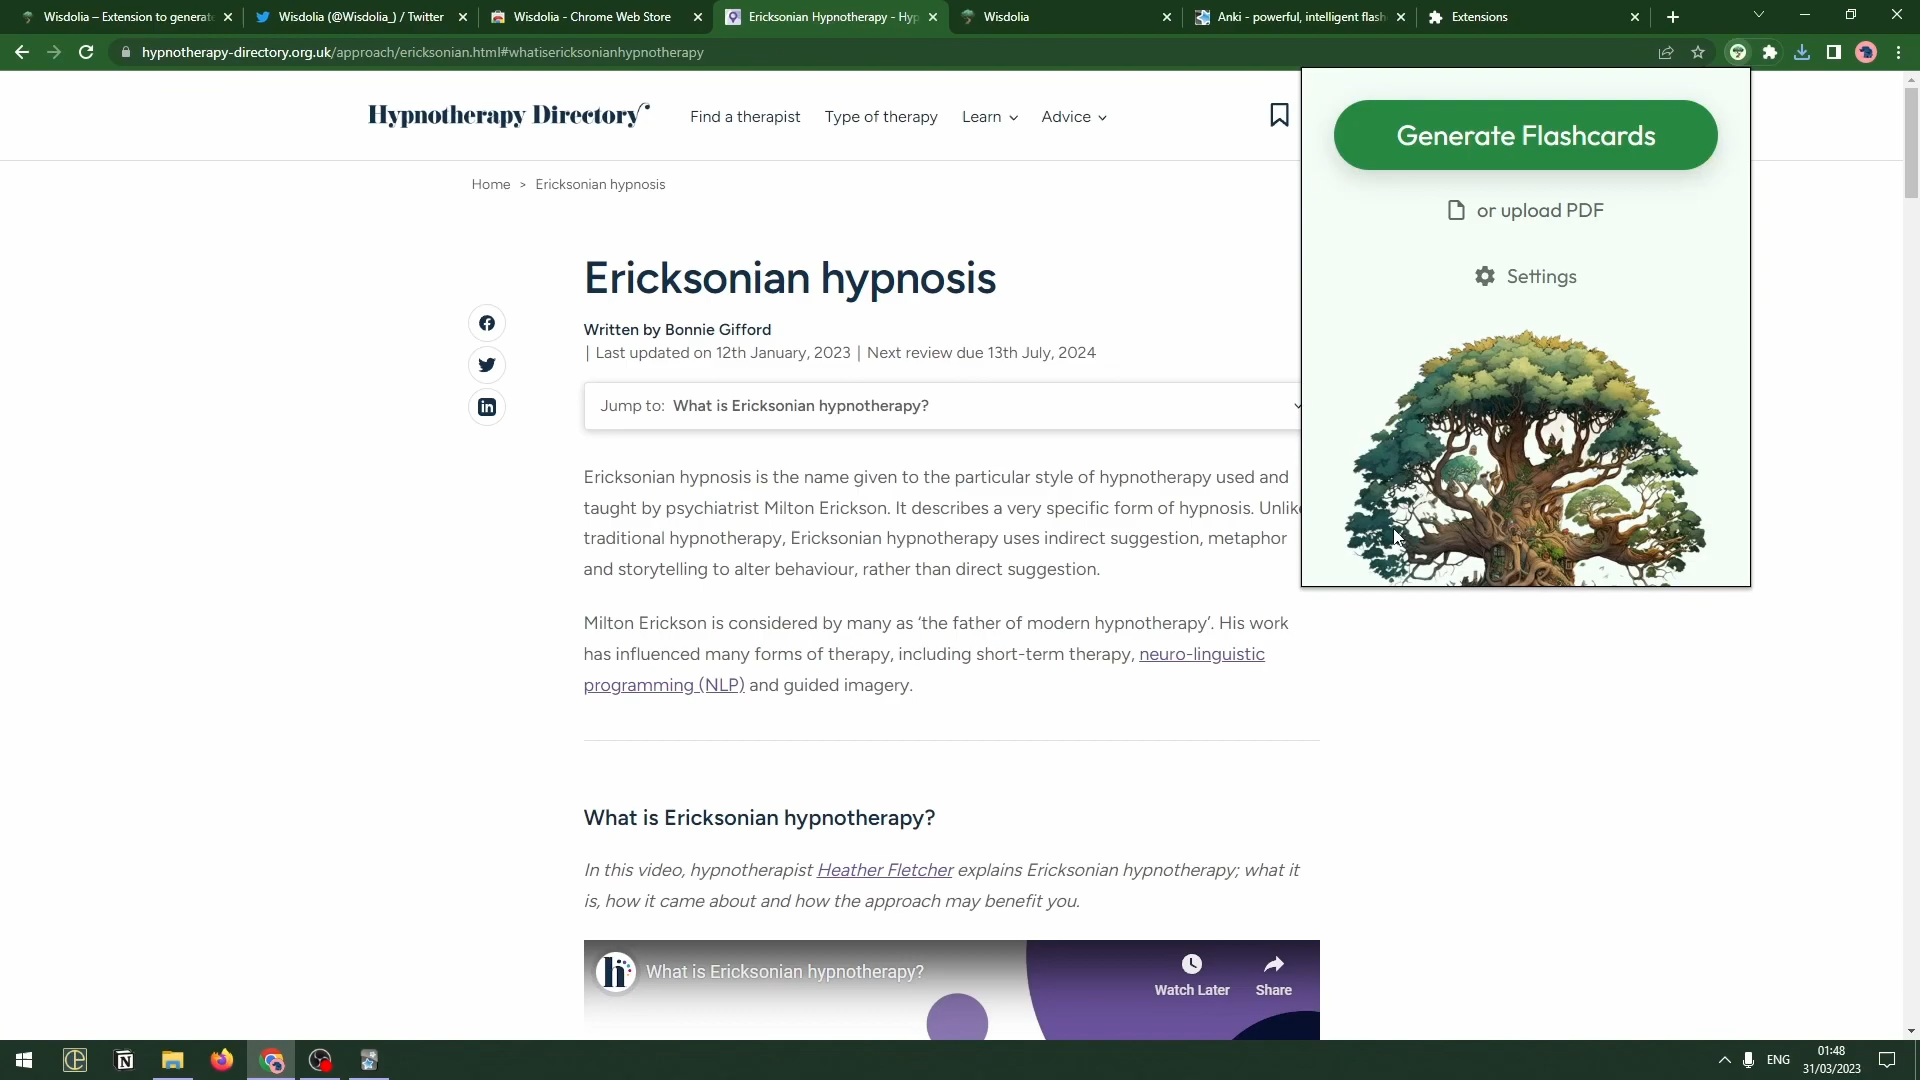 Wisdolia – Extension to generat
Wisdolia (@Wisdolia_) / Twitter
Wisdolia - Chrome Web Store
Ericksonian Hypnotherapy - Hyp
Wisdolia
Anki - powerful, intelligent flash
Extensions
hypnotherapy-directory.org.uk/approach/ericksonian.html#whatisericksonianhypnotherapy
Hypnotherapy Directory
Find a therapist
Type of therapy
Learn
Advice
Generate Flashcards
or upload PDF
Settings
Home > Ericksonian hypnosis
Ericksonian hypnosis
Written by Bonnie Gifford
| Last updated on 12th January, 2023 | Next review due 13th July, 2024
Jump to: What is Ericksonian hypnotherapy?
Ericksonian hypnosis is the name given to the particular style of hypnotherapy used and
taught by psychiatrist Milton Erickson. It describes a very specific form of hypnosis. Unlike
traditional hypnotherapy, Ericksonian hypnotherapy uses indirect suggestion, metaphor
and storytelling to alter behaviour, rather than direct suggestion.
Milton Erickson is considered by many as ‘the father of modern hypnotherapy’. His work
has influenced many forms of therapy, including short-term therapy, neuro-linguistic
programming (NLP) and guided imagery.
What is Ericksonian hypnotherapy?
In this video, hypnotherapist Heather Fletcher explains Ericksonian hypnotherapy; what it
is, how it came about and how the approach may benefit you.
h
What is Ericksonian hypnotherapy?
Watch Later
Share
ENG
01:48
31/03/2023